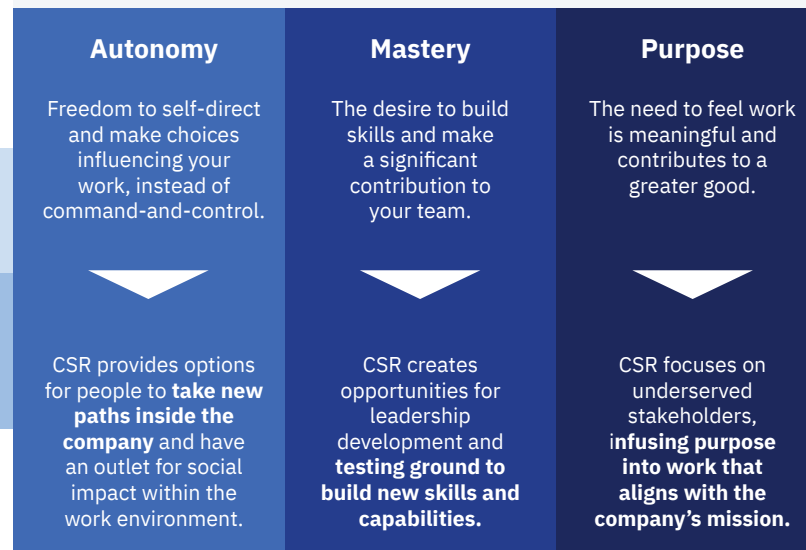 Autonomy
Freedom to self-direct
and make choices
influencing your
work, instead of
command-and-control.
CSR provides options
for people to take new
paths inside the
company and have
an outlet for social
impact within the
work environment.
Mastery
The desire to build
skills and make
a significant
contribution to
your team.
CSR creates
opportunities for
leadership
development and
testing ground to
build new skills and
capabilities.
Purpose
The need to feel work
is meaningful and
contributes to a
greater good.
CSR focuses on
underserved
stakeholders,
infusing purpose
into work that
aligns with the
company’s mission.